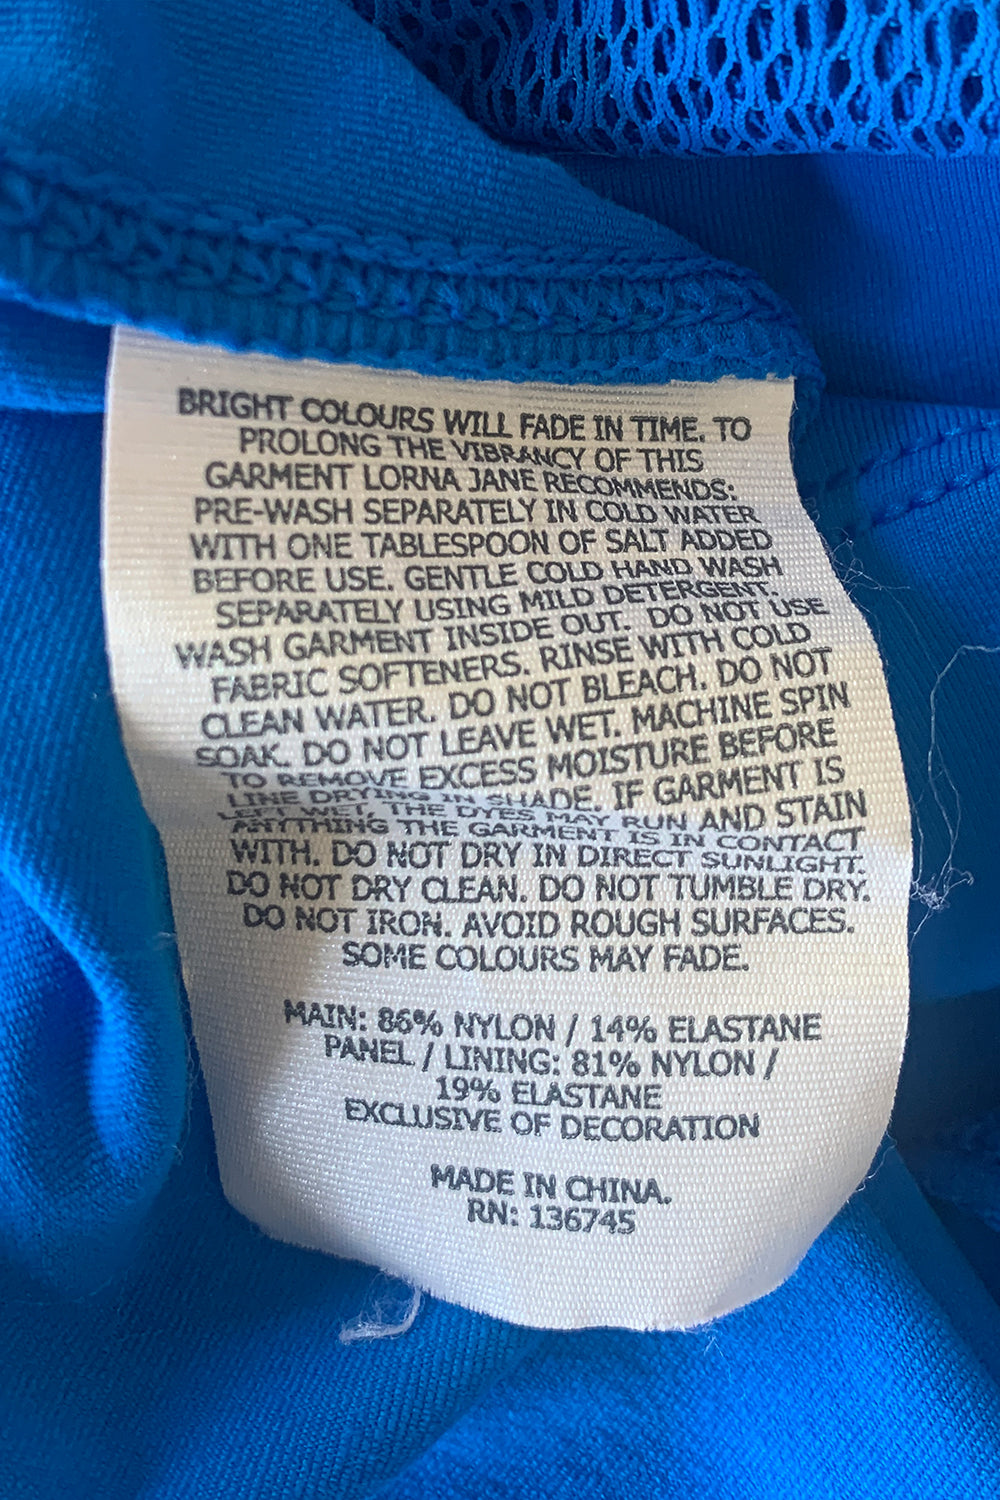 BRIGHT COLOURS WILL FADE IN TIME. TO
PROLONG THE VIBRANCY OF THIS
GARMENT LORNA JANE RECOMMENDS:
PRE-WASH SEPARATELY IN COLD WATER
WITH ONE TABLESPOON OF SALT ADDED
BEFORE USE. GENTLE COLD HAND WASH
SEPARATELY USING MILD DETERGENT.
WASH GARMENT INSIDE OUT. DO NOT USE
FABRIC SOFTENERS. RINSE WITH COLD
CLEAN WATER. DO NOT BLEACH. DO NOT
SOAK. DO NOT LEAVE WET. MACHINE SPIN
TO REMOVE EXCESS MOISTURE BEFORE
LINE DRYING IN SHADE. IF GARMENT IS
LEFT WET, THE DYES MAY RUN AND STAIN
ANYTHING THE GARMENT IS IN CONTACT
WITH. DO NOT DRY IN DIRECT SUNLIGHT.
DO NOT DRY CLEAN. DO NOT TUMBLE DRY.
DO NOT IRON. AVOID ROUGH SURFACES.
SOME COLOURS MAY FADE.
MAIN: 86% NYLON / 14% ELASTANE
PANEL / LINING: 81% NYLON /
19% ELASTANE
EXCLUSIVE OF DECORATION
MADE IN CHINA.
RN: 136745